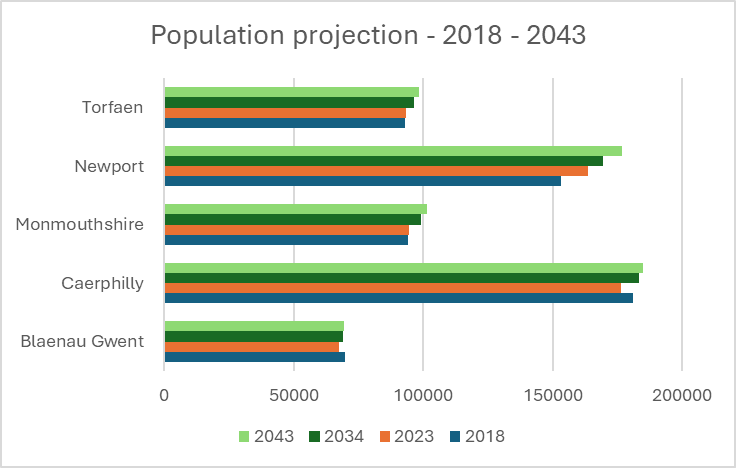 Population projection - 2018 - 2043
Torfaen
Newport
Monmouthshire
Caerphilly
Blaenau Gwent
0 50000 100000 150000 200000
2043 2034 2023 2018